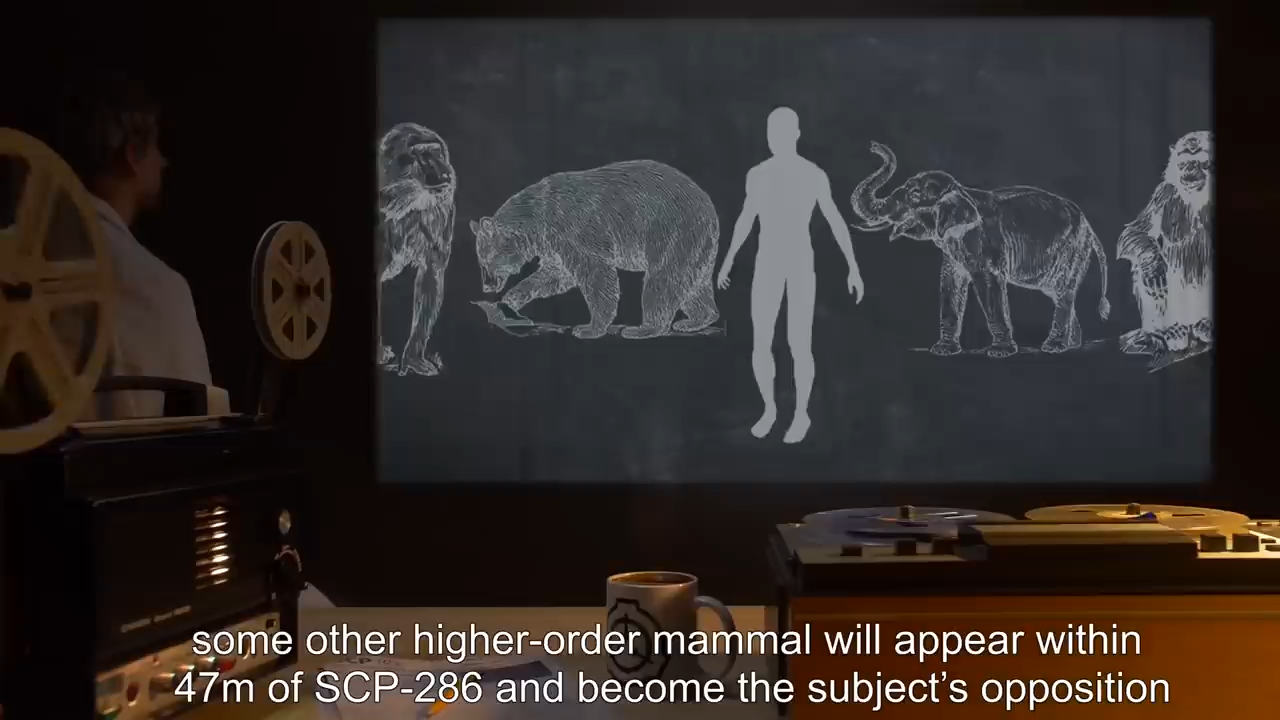 some other higher-order mammal will appear within
47m of SCP-286 and become the subject's opposition